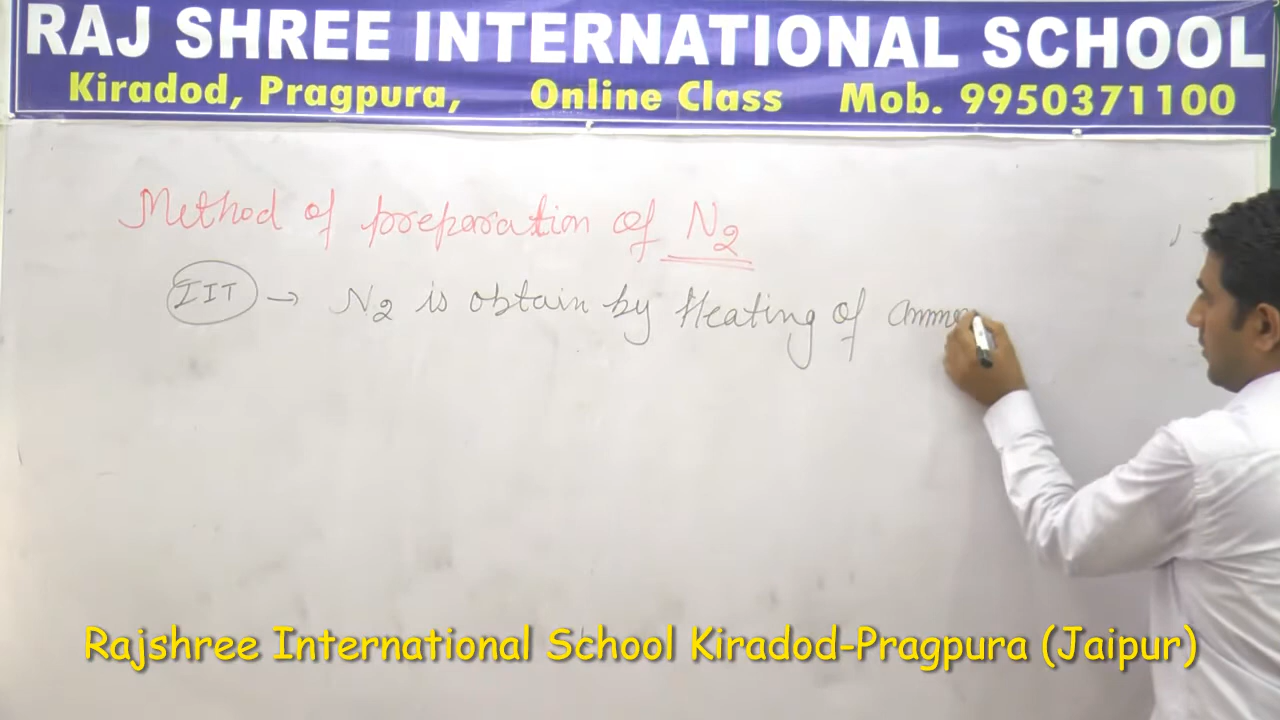 RAJ SHREE INTERNATIONAL SCHOOL
Kiradod, Pragpura, Online Class Mob. 9950371100
Method of preparation of N2
IIT → N2 is obtain by Heating of
Rajshree International School Kiradod-Pragpura (Jaipur)